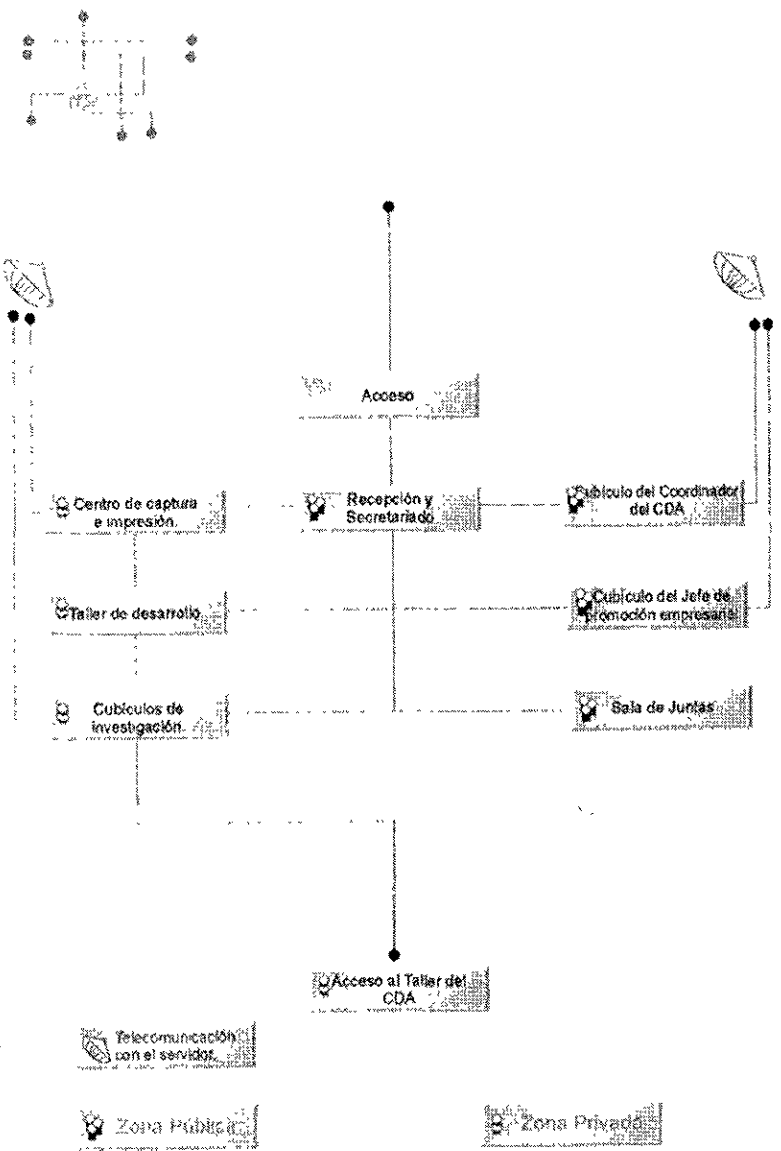 Acceso
Centro de captura
e impresión.
Recepción y
Secretariado
Cubículo del Coordinador
del CDA
Taller de desarrollo
Cubículo del Jefe de
promoción empresarial
Cubículos de
investigación.
Sala de Juntas
Acceso al Taller del
CDA
Telecomunicación
con el servidor.
Zona Pública
Zona Privada